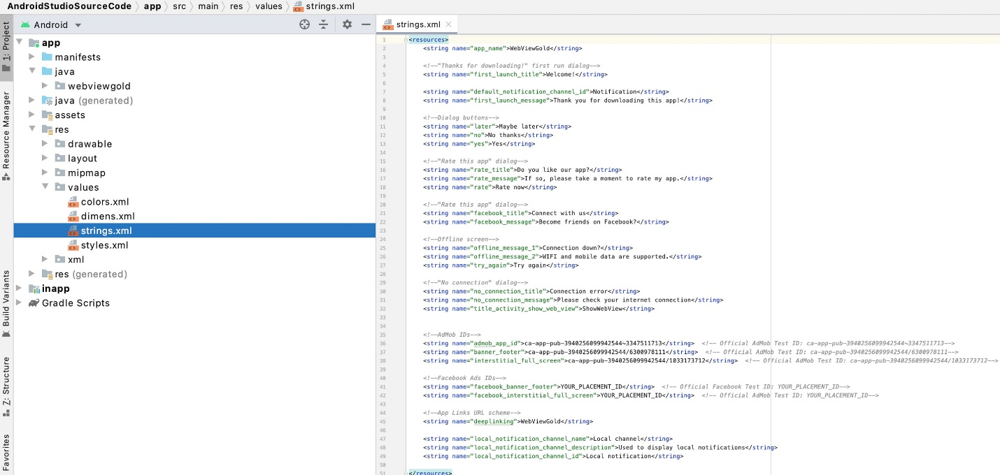 AndroidStudioSourceCode app src main res values strings.xml
Android
strings.xml
1: Project
Resource Manager
Build Variants
Z: Structure
Favorites
app
manifests
java
webviewgold
java (generated)
assets
res
drawable
layout
mipmap
values
colors.xml
dimens.xml
strings.xml
styles.xml
xml
res (generated)
inapp
Gradle Scripts
1 <resources>
2 <string name="app_name">WebViewGold</string>
3
4 <!--"Thanks for downloading!" first run dialog-->
5 <string name="first_launch_title">Welcome!</string>
6
7 <string name="default_notification_channel_id">Notification</string>
8 <string name="first_launch_message">Thank you for downloading this app!</string>
9
10 <!--Dialog buttons-->
11 <string name="later">Maybe later</string>
12 <string name="no">No thanks</string>
13 <string name="yes">Yes</string>
14
15 <!--"Rate this app" dialog-->
16 <string name="rate_title">Do you like our app?</string>
17 <string name="rate_message">If so, please take a moment to rate my app.</string>
18 <string name="rate">Rate now</string>
19
20 <!--"Rate this app" dialog-->
21 <string name="facebook_title">Connect with us</string>
22 <string name="facebook_message">Become friends on Facebook?</string>
23
24 <!--Offline screen-->
25 <string name="offline_message_1">Connection down?</string>
26 <string name="offline_message_2">WIFI and mobile data are supported.</string>
27 <string name="try_again">Try again</string>
28
29 <!--"No connection" dialog-->
30 <string name="no_connection_title">Connection error</string>
31 <string name="no_connection_message">Please check your internet connection</string>
32 <string name="title_activity_show_web_view">ShowWebView</string>
33
34
35 <!--AdMob IDs-->
36 <string name="admob_app_id">ca-app-pub-3940256099942544~3347511713</string> <!-- Official AdMob Test ID: ca-app-pub-3940256099942544~3347511713-->
37 <string name="banner_footer">ca-app-pub-3940256099942544/6300978111</string> <!-- Official AdMob Test ID: ca-app-pub-3940256099942544/6300978111-->
38 <string name="interstitial_full_screen">ca-app-pub-3940256099942544/1033173712</string> <!-- Official AdMob Test ID: ca-app-pub-3940256099942544/1033173712-->
39
40 <!--Facebook Ads IDs-->
41 <string name="facebook_banner_footer">YOUR_PLACEMENT_ID</string> <!-- Official Facebook Test ID: YOUR_PLACEMENT_ID-->
42 <string name="facebook_interstitial_full_screen">YOUR_PLACEMENT_ID</string> <!-- Official AdMob Test ID: YOUR_PLACEMENT_ID-->
43
44 <!--App Links URL scheme-->
45 <string name="deeplinking">WebViewGold</string>
46
47 <string name="local_notification_channel_name">Local channel</string>
48 <string name="local_notification_channel_description">Used to display local notifications</string>
49 <string name="local_notification_channel_id">Local notification</string>
50
51 </resources>